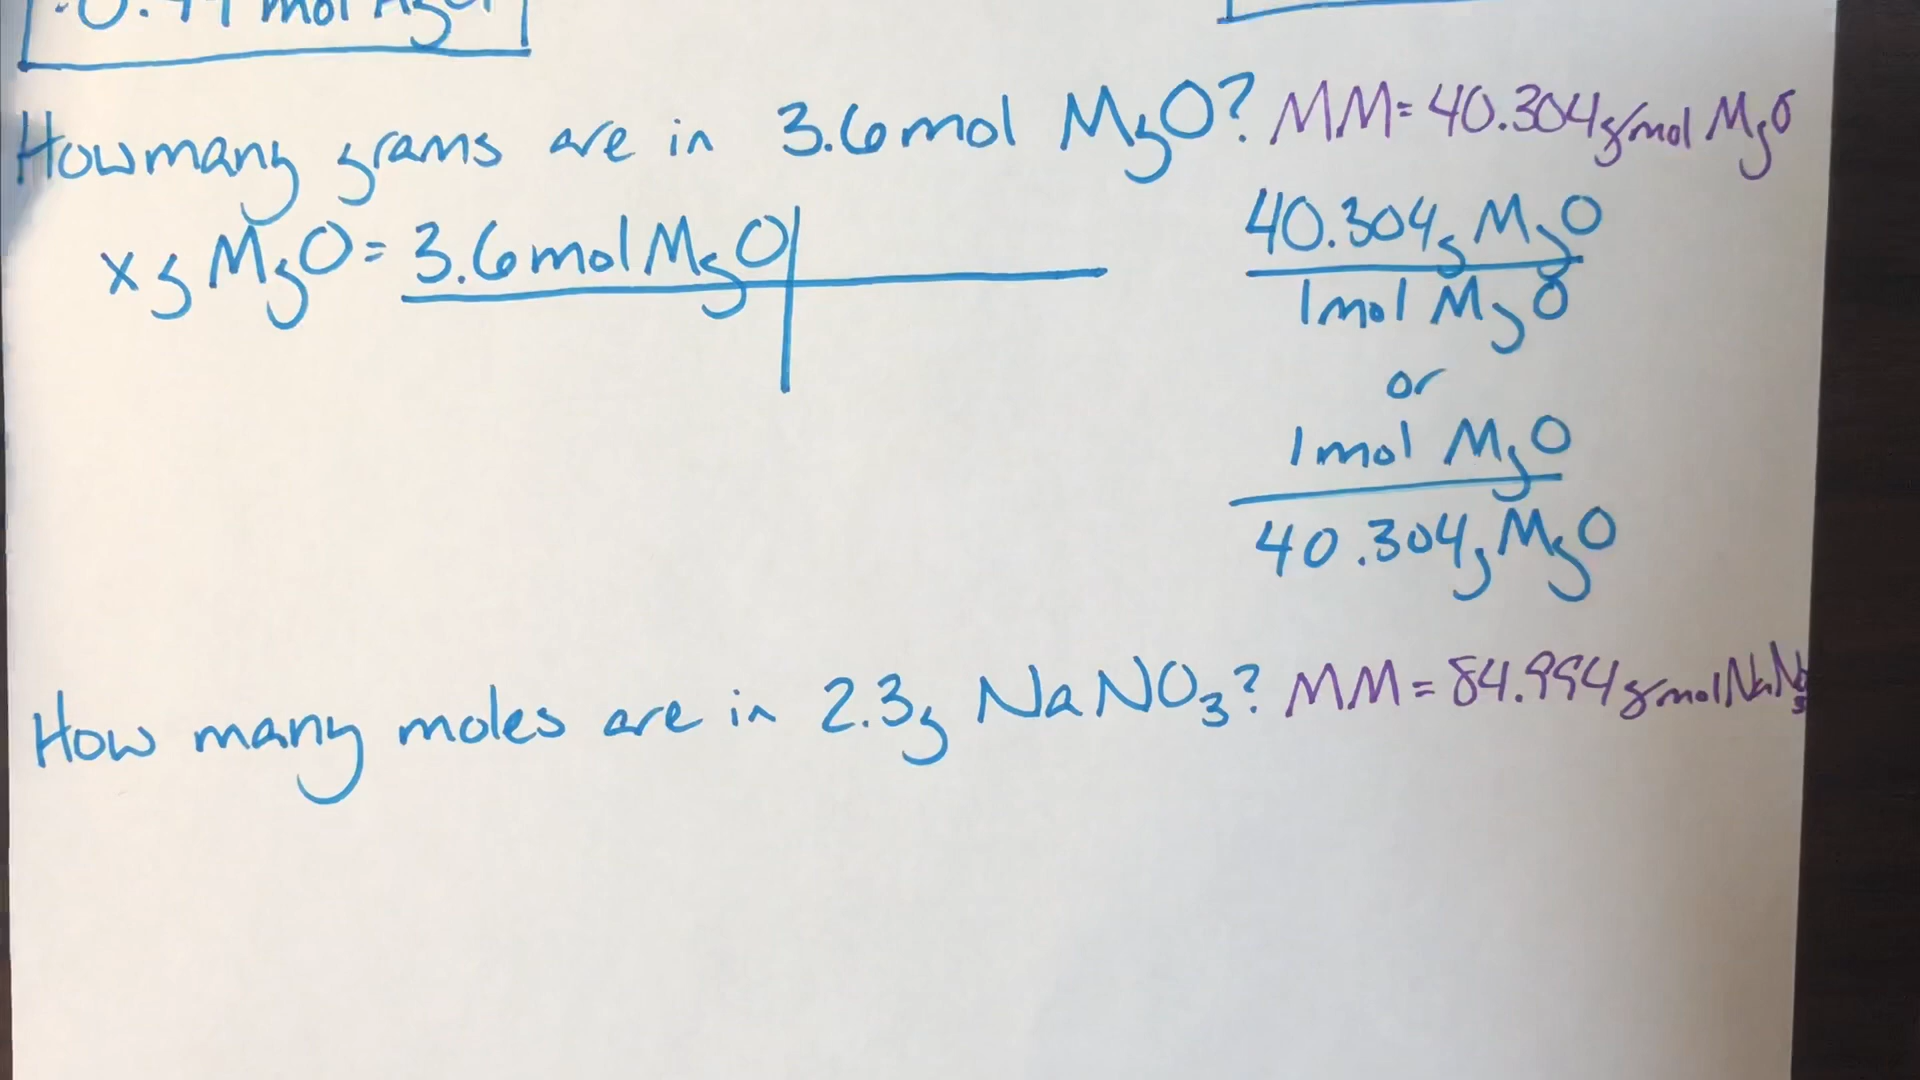 mol
How many grams are in 3.6 mol MgO? MM= 40.304 g/mol MgO
x g MgO = 3.6 mol MgO
40.304 g MgO
1 mol MgO
or
1 mol MgO
40.304 g MgO
How many moles are in 2.3 g NaNO₃? MM = 84.994 g/mol NaNO₃